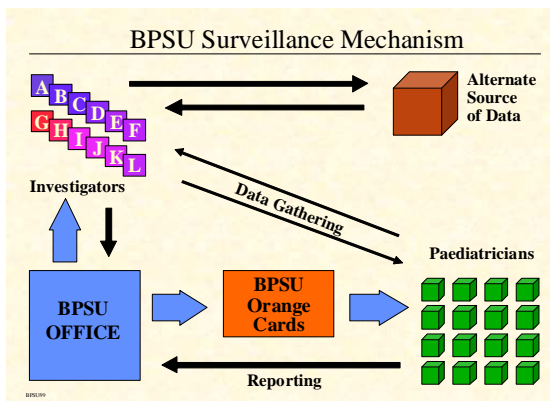 BPSU Surveillance Mechanism
A
B
C
D
E
F
G
H
I
J
K
L
Investigators
Alternate
Source
of Data
Data Gathering
Paediatricians
BPSU
OFFICE
BPSU
Orange
Cards
Reporting
BPSU99